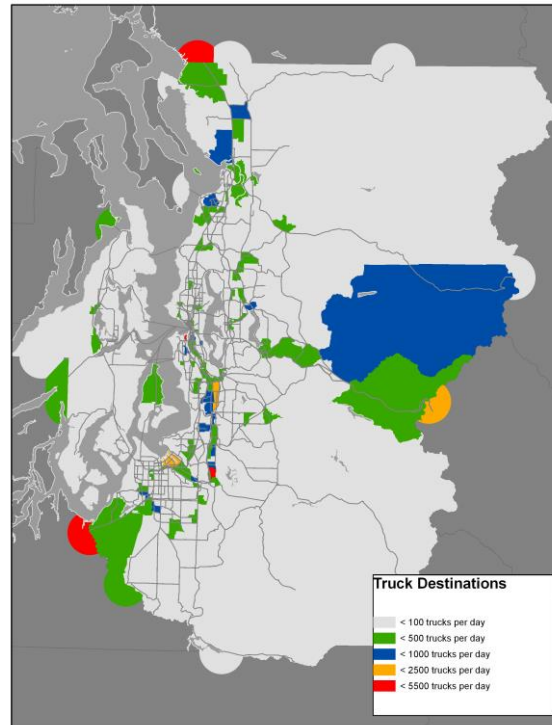 Truck Destinations
< 100 trucks per day
< 500 trucks per day
< 1000 trucks per day
< 2500 trucks per day
< 5500 trucks per day